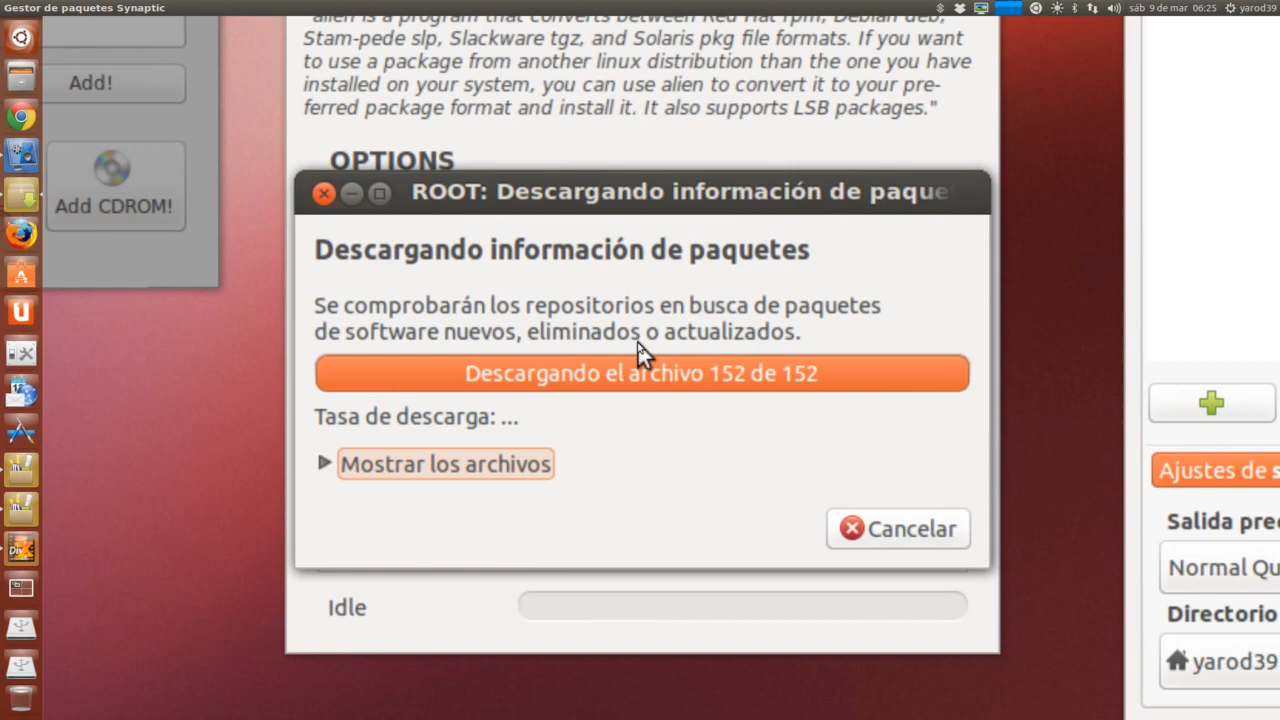 Gestor de paquetes Synaptic
sáb 9 de mar 06:25 yarod39
alien is a program that converts between Red Hat rpm, Debian deb,
Stam-pede slp, Slackware tgz, and Solaris pkg file formats. If you want
to use a package from another linux distribution than the one you have
installed on your system, you can use alien to convert it to your pre-
ferred package format and install it. It also supports LSB packages."
Add!
Add CDROM!
OPTIONS
ROOT: Descargando información de paque
Descargando información de paquetes
Se comprobarán los repositorios en busca de paquetes
de software nuevos, eliminados o actualizados.
Descargando el archivo 152 de 152
Tasa de descarga: ...
Mostrar los archivos
Cancelar
Idle
Ajustes de s
Salida pre
Normal Qu
Directorio
yarod39